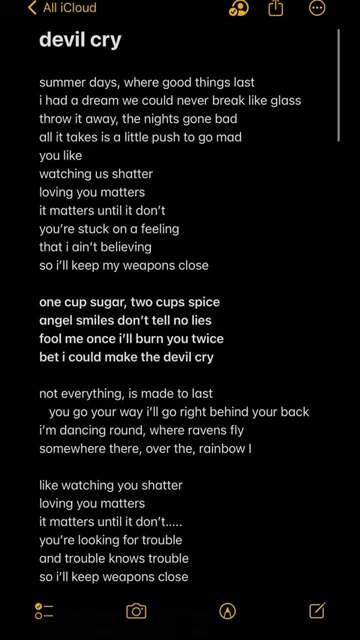 All iCloud
devil cry
summer days, where good things last
i had a dream we could never break like glass
throw it away, the nights gone bad
all it takes is a little push to go mad
you like
watching us shatter
loving you matters
it matters until it don't
you're stuck on a feeling
that i ain't believing
so i'll keep my weapons close
one cup sugar, two cups spice
angel smiles don't tell no lies
fool me once i'll burn you twice
bet i could make the devil cry
not everything, is made to last
you go your way i'll go right behind your back
i'm dancing round, where ravens fly
somewhere there, over the, rainbow I
like watching you shatter
loving you matters
it matters until it don't.....
you're looking for trouble
and trouble knows trouble
so i'll keep weapons close